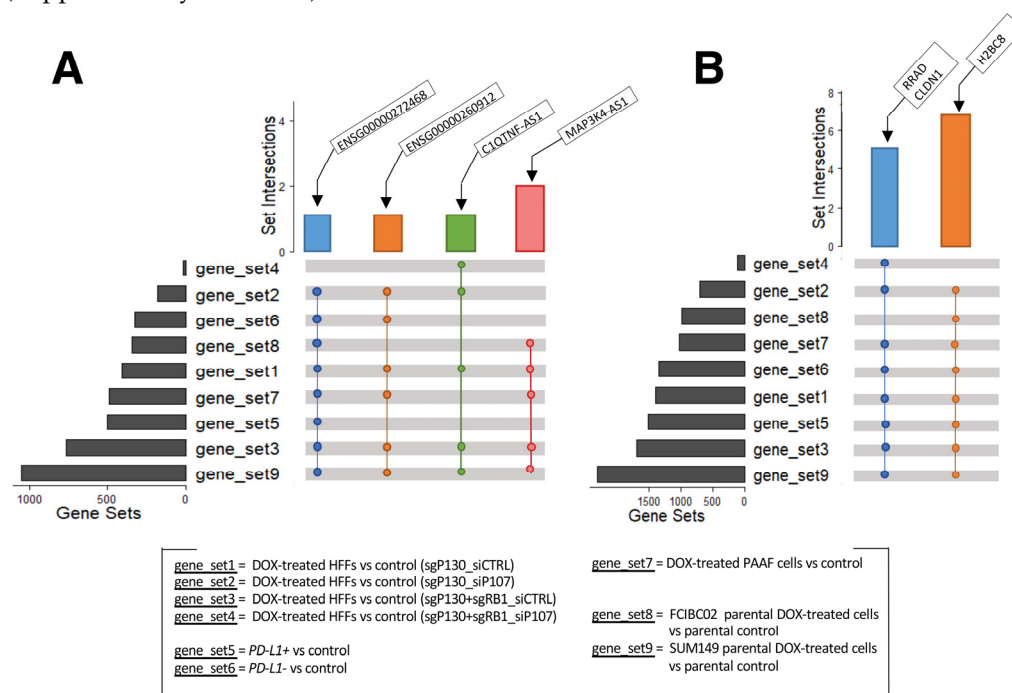 A
B
ENSG00000272468
ENSG00000260912
C1QTNF-AS1
MAP3K4-AS1
RRAD
CLDN1
H2BC8
Set Intersections
4
2
0
gene_set4
gene_set2
gene_set6
gene_set8
gene_set1
gene_set7
gene_set5
gene_set3
gene_set9
1000 500 0
Gene Sets
Set Intersections
8
6
4
2
0
gene_set4
gene_set2
gene_set8
gene_set7
gene_set6
gene_set1
gene_set5
gene_set3
gene_set9
1500 1000 500 0
Gene Sets
gene_set1 = DOX-treated HFFs vs control (sgP130_siCTRL)
gene_set2 = DOX-treated HFFs vs control (sgP130_siP107)
gene_set3 = DOX-treated HFFs vs control (sgP130+sgRB1_siCTRL)
gene_set4 = DOX-treated HFFs vs control (sgP130+sgRB1_siP107)
gene_set5 = PD-L1+ vs control
gene_set6 = PD-L1- vs control
gene_set7 = DOX-treated PAAF cells vs control
gene_set8 = FCIBC02 parental DOX-treated cells
vs parental control
gene_set9 = SUM149 parental DOX-treated cells
vs parental control